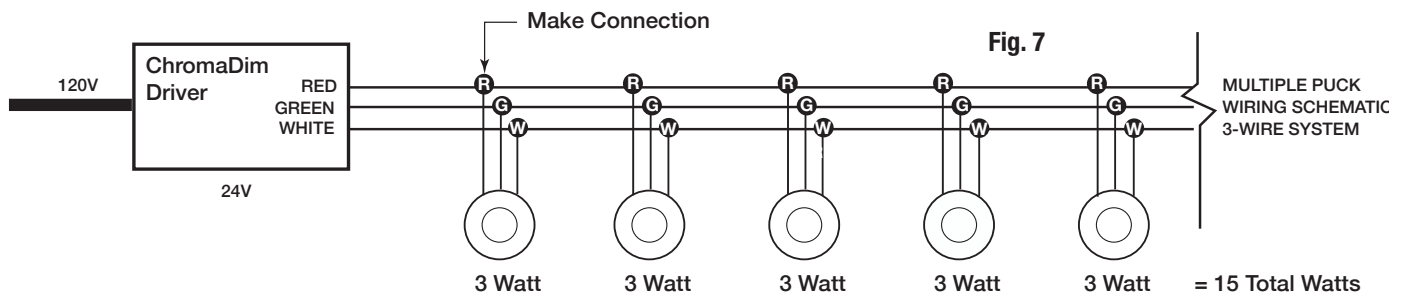 Make Connection
Fig. 7
120V
ChromaDim
Driver
RED
GREEN
WHITE
24V
R R R R R
G G G G G
W W W W W
MULTIPLE PUCK
WIRING SCHEMATIC
3-WIRE SYSTEM
3 Watt 3 Watt 3 Watt 3 Watt 3 Watt = 15 Total Watts